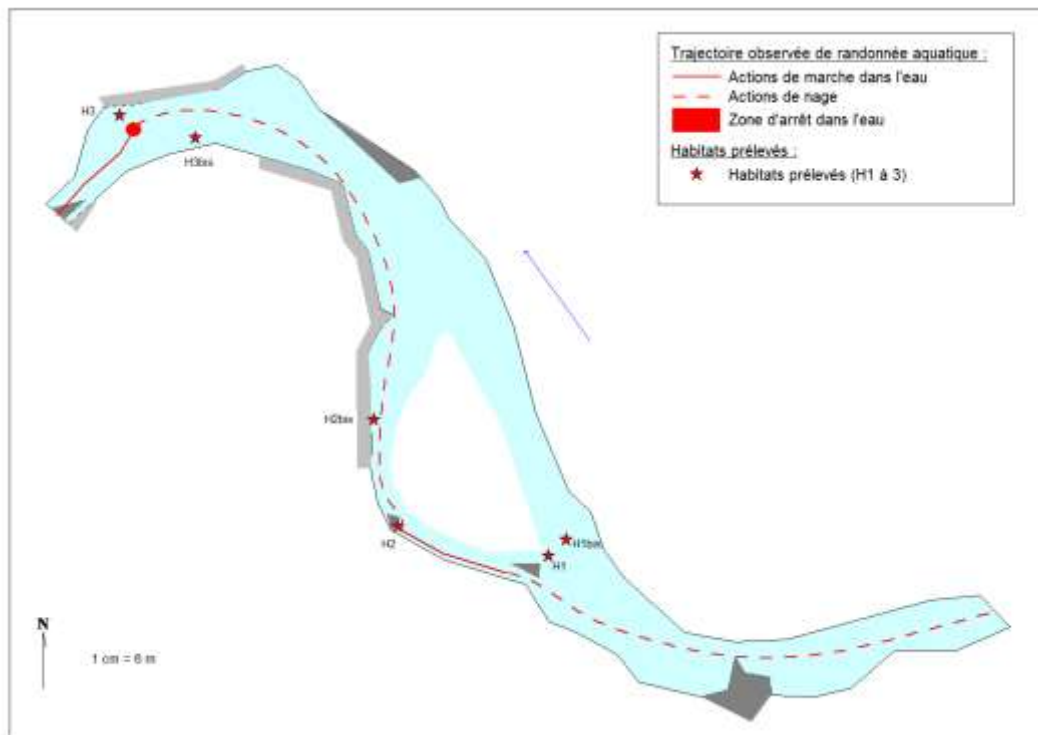 Trajectoire observée de randonnée aquatique :
Actions de marche dans l'eau
Actions de nage
Zone d'arrêt dans l'eau
Habitats prélevés :
Habitats prélevés (H1 à 3)
H3
H3bis
H2bis
H2
H1bis
H1
N
1 cm = 6 m